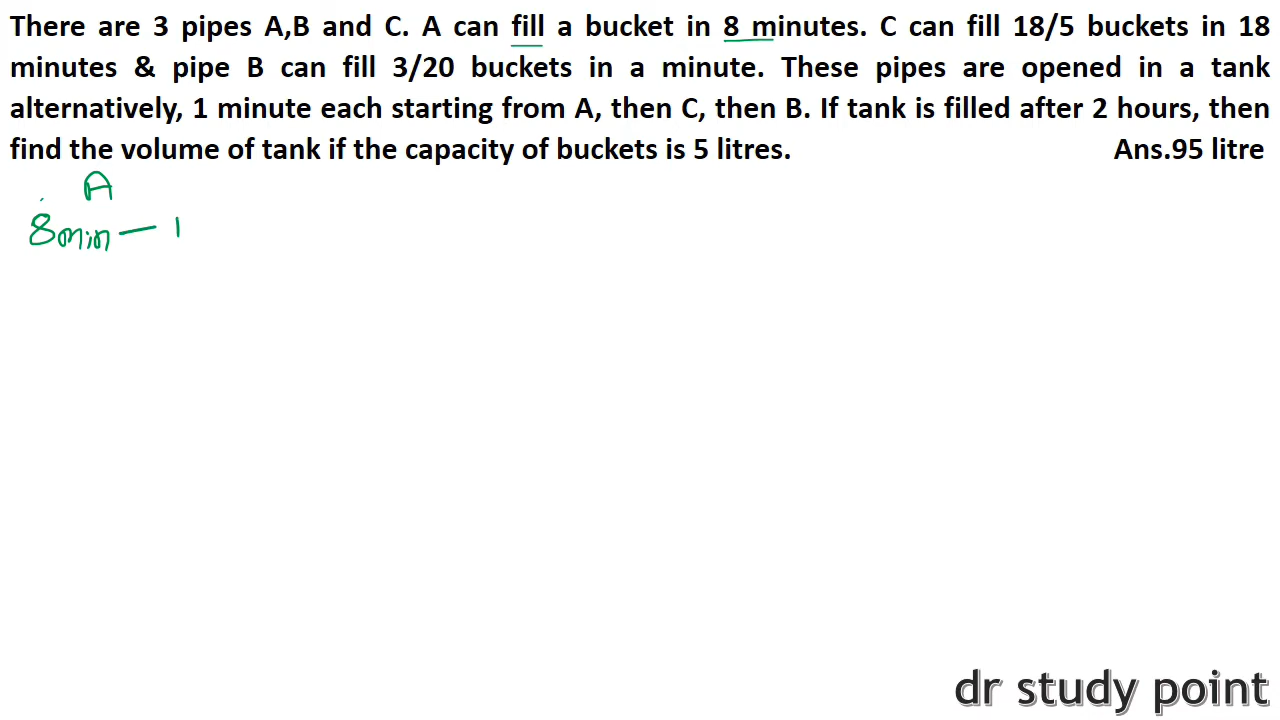 There are 3 pipes A,B and C. A can fill a bucket in 8 minutes. C can fill 18/5 buckets in 18
minutes & pipe B can fill 3/20 buckets in a minute. These pipes are opened in a tank
alternatively, 1 minute each starting from A, then C, then B. If tank is filled after 2 hours, then
find the volume of tank if the capacity of buckets is 5 litres. Ans.95 litre
A
8min — 1
dr study point